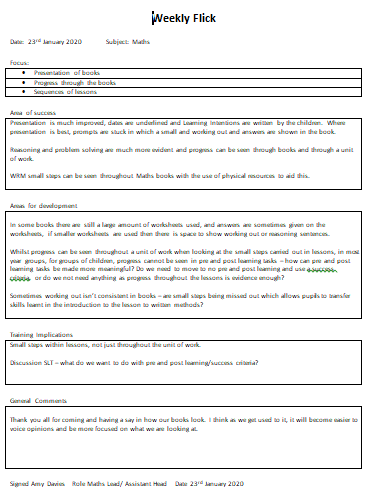 Weekly Flick
Date: 23rd January 2020 Subject: Maths
Focus:
• Presentation of books
• Progress through the books
• Sequences of lessons
Area of success
Presentation is much improved, dates are underlined and Learning Intentions are written by the children. Where
presentation is best, prompts are stuck in which a small and working out and answers are shown in the book.
Reasoning and problem solving are much more evident and progress can be seen through books and through a unit
of work.
WRM small steps can be seen throughout Maths books with the use of physical resources to aid this.
Areas for development
In some books there are still a large amount of worksheets used, and answers are sometimes given on the
worksheets, if smaller worksheets are used then there is space to show working out or reasoning sentences.
Whilst progress can be seen throughout a unit of work when looking at the small steps carried out in lessons, in most
year groups, for groups of children, progress cannot be seen in pre and post learning tasks – how can pre and post
learning tasks be made more meaningful? Do we need to move to no pre and post learning and use
or do we not need anything as progress throughout the lessons is evidence enough?
Sometimes working out isn't consistent in books – are small steps being missed out which allows pupils to transfer
skills learnt in the introduction to the lesson to written methods?
Training Implications
Small steps within lessons, not just throughout the unit of work.
Discussion SLT – what do we want to do with pre and post learning/success criteria?
General Comments
Thank you all for coming and having a say in how our books look. I think as we get used to it, it will become easier to
voice opinions and be more focused on what we are looking at.
Signed Amy Davies Role Maths Lead/ Assistant Head Date 23rd January 2020